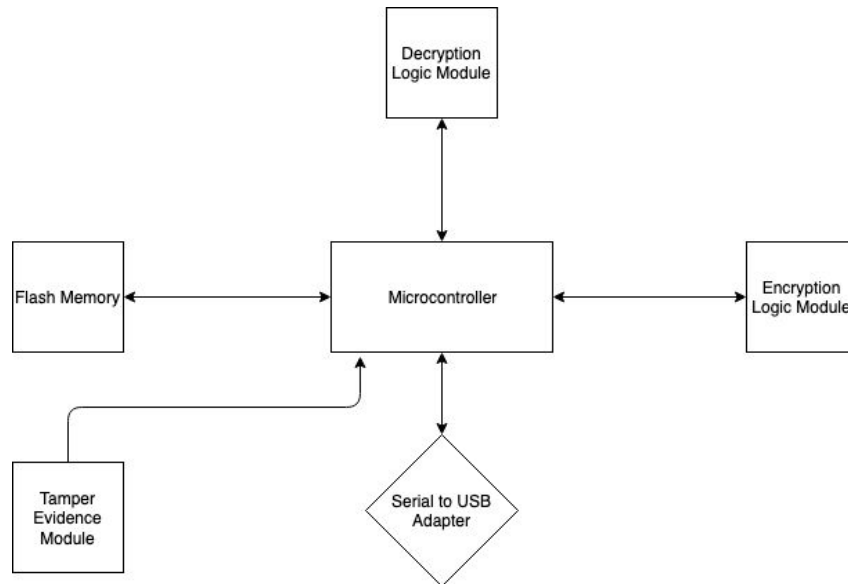 Decryption
Logic Module
Flash Memory
Microcontroller
Encryption
Logic Module
Tamper
Evidence
Module
Serial to USB
Adapter